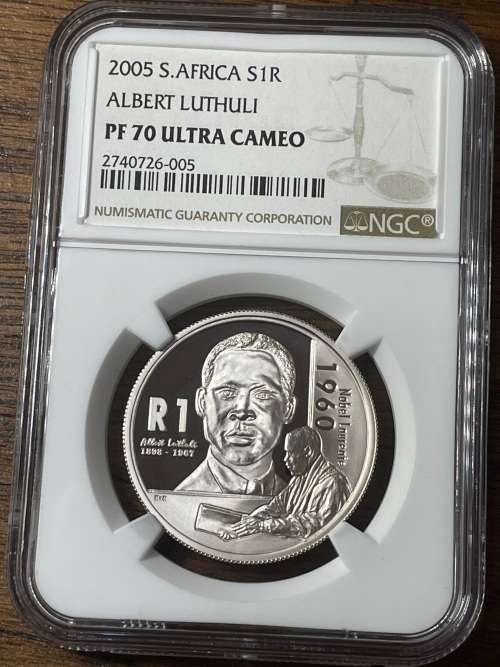 2005 S.AFRICA S1R
ALBERT LUTHULI
PF 70 ULTRA CAMEO
2740726-005
NUMISMATIC GUARANTY CORPORATION
NGC®
R1
Albert Luthuli
1898 - 1967
Nobel Laureate
1960